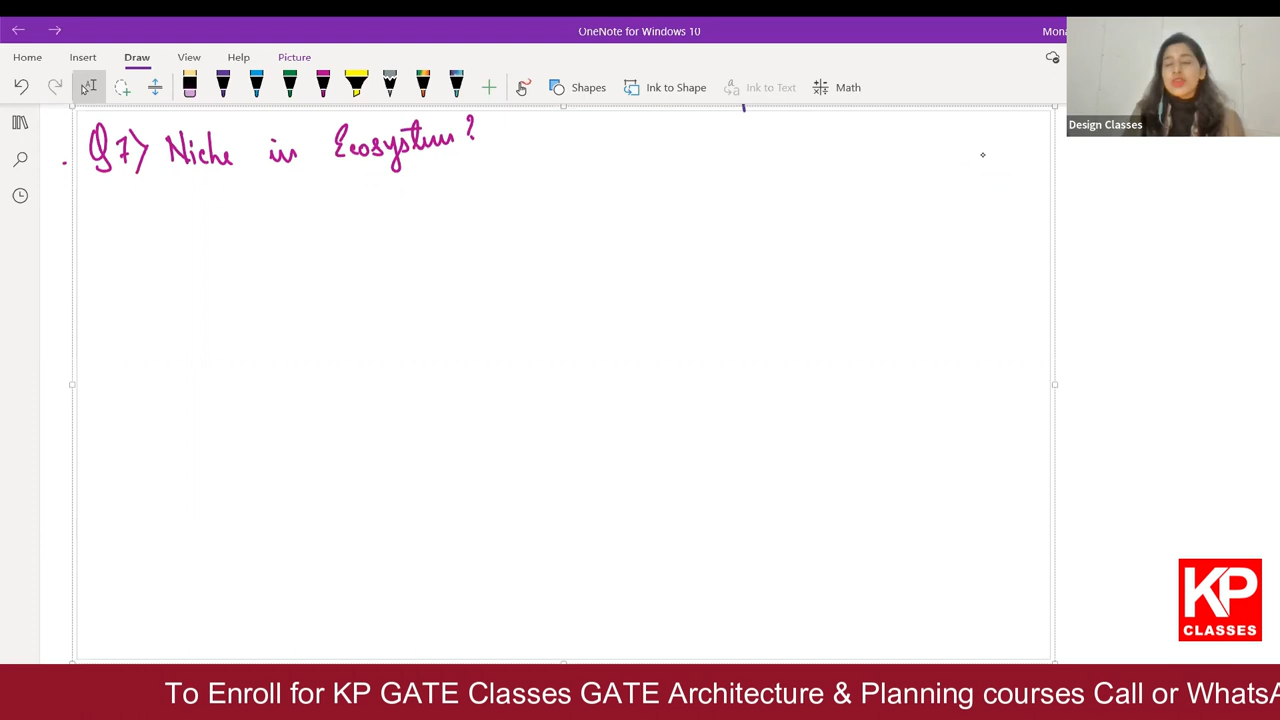 OneNote for Windows 10
Mona
Home Insert Draw View Help Picture
Shapes Ink to Shape Ink to Text Math
Design Classes
Q7> Niche in Ecosystem?
KP
CLASSES
To Enroll for KP GATE Classes GATE Architecture & Planning courses Call or WhatsA